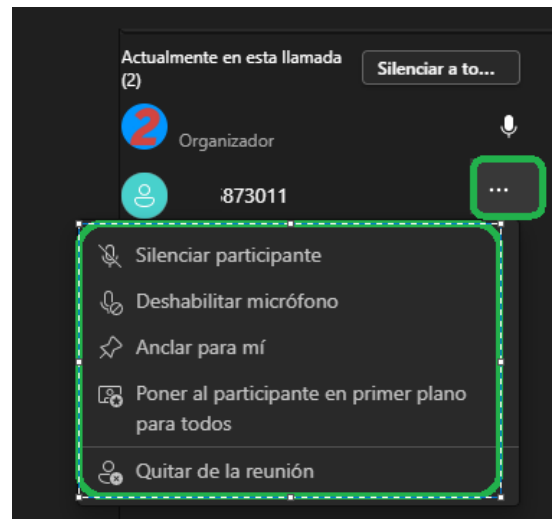 Actualmente en esta llamada
(2)
Silenciar a to...
2
Organizador
873011
...
Silenciar participante
Deshabilitar micrófono
Anclar para mí
Poner al participante en primer plano
para todos
Quitar de la reunión